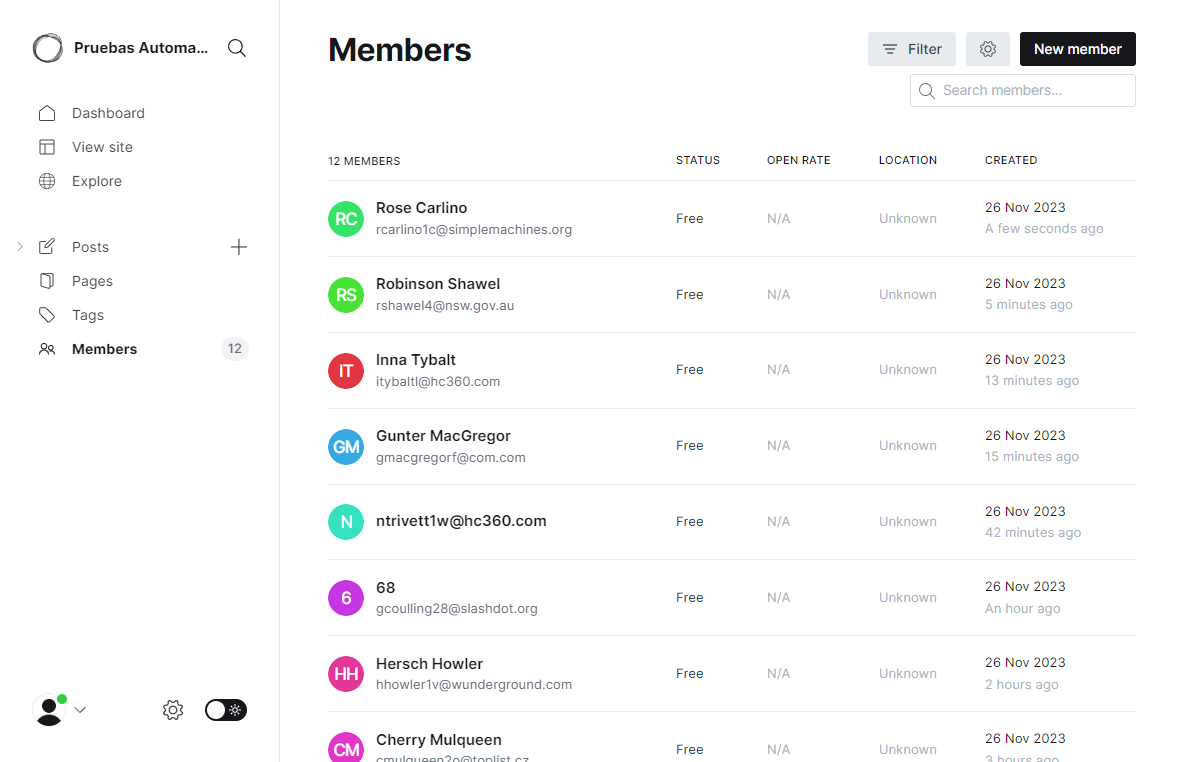 Pruebas Automa...
Dashboard
View site
Explore
Posts
Pages
Tags
Members
12
Members
Filter
New member
Search members...
12 MEMBERS
STATUS
OPEN RATE
LOCATION
CREATED
RC
Rose Carlino
rcarlino1c@simplemachines.org
Free
N/A
Unknown
26 Nov 2023
A few seconds ago
RS
Robinson Shawel
rshawel4@nsw.gov.au
Free
N/A
Unknown
26 Nov 2023
5 minutes ago
IT
Inna Tybalt
itybaltl@hc360.com
Free
N/A
Unknown
26 Nov 2023
13 minutes ago
GM
Gunter MacGregor
gmacgregorf@com.com
Free
N/A
Unknown
26 Nov 2023
15 minutes ago
N
ntrivett1w@hc360.com
Free
N/A
Unknown
26 Nov 2023
42 minutes ago
6
68
gcoulling28@slashdot.org
Free
N/A
Unknown
26 Nov 2023
An hour ago
HH
Hersch Howler
hhowler1v@wunderground.com
Free
N/A
Unknown
26 Nov 2023
2 hours ago
CM
Cherry Mulqueen
cmulqueen2o@toplist.cz
Free
N/A
Unknown
26 Nov 2023
3 hours ago